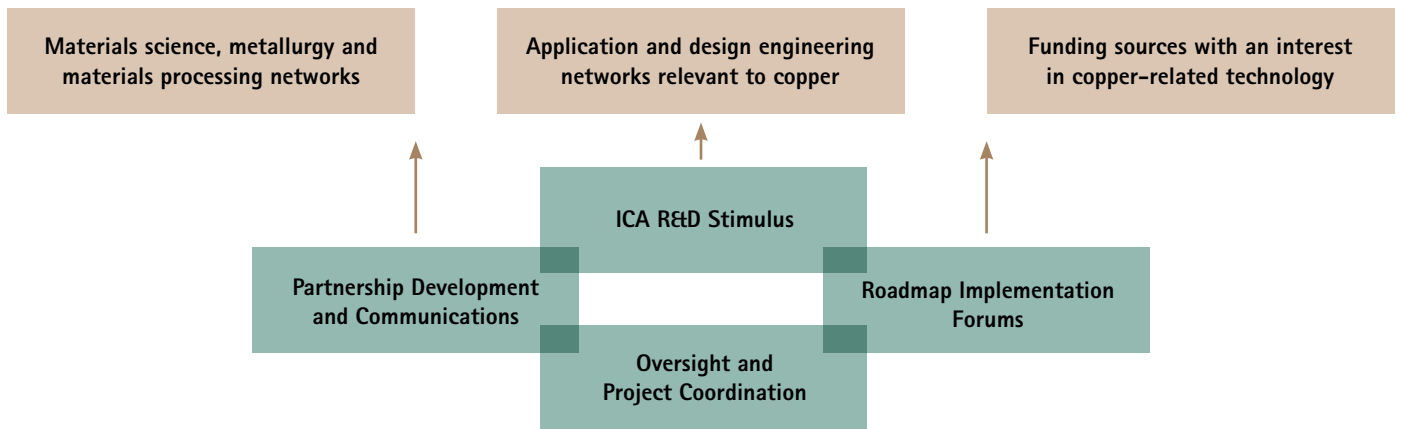 Materials science, metallurgy and
materials processing networks
Application and design engineering
networks relevant to copper
Funding sources with an interest
in copper-related technology
ICA R&D Stimulus
Partnership Development
and Communications
Roadmap Implementation
Forums
Oversight and
Project Coordination